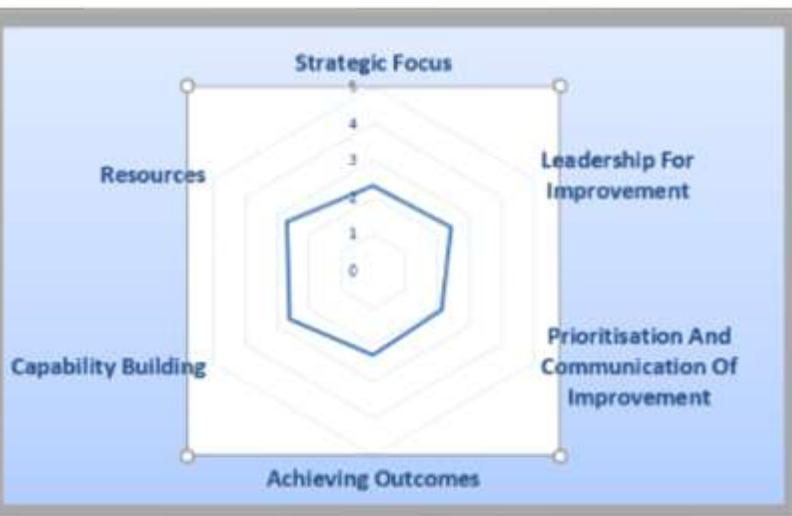 Strategic Focus
5
4
3
2
1
0
Resources
Leadership For
Improvement
Capability Building
Prioritisation And
Communication Of
Improvement
Achieving Outcomes